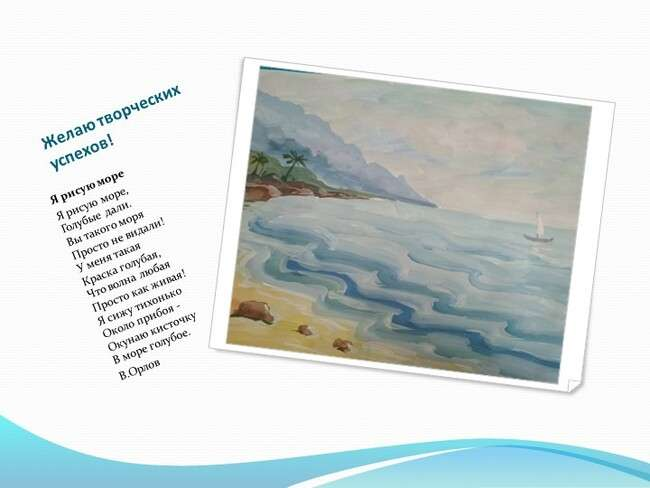 Желаю творческих
успехов!
Я рисую море
Я рисую море,
Голубые дали.
Вы такого моря
Просто не видали!
У меня такая
Краска голубая,
Что волна любая
Просто как живая!
Я сижу тихонько
Около прибоя -
Окунаю кисточку
В море голубое.
В.Орлов